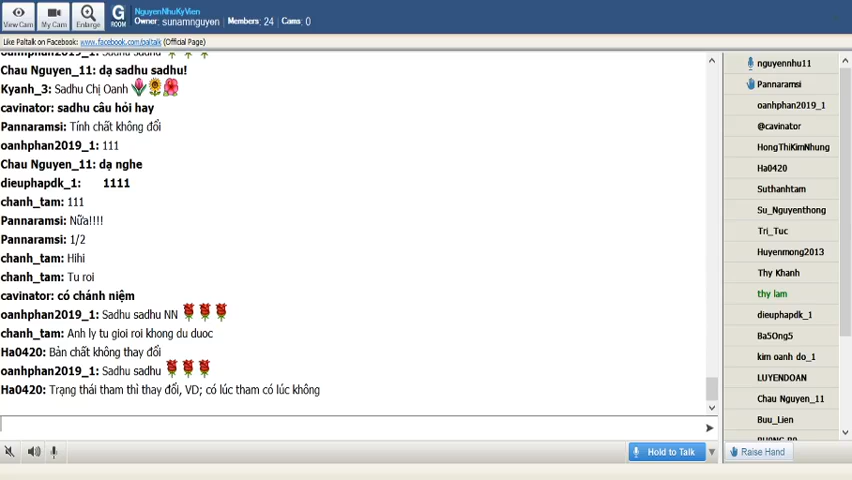 NguyenNhuKyVien
Owner: sunamnguyen Members: 24 Cams: 0
View Cam My Cam Enlarge G ROOM
Like Paltalk on Facebook: www.facebook.com/paltalk (Official Page)
oanhphan2019_1: Sadhu sadhu
Chau Nguyen_11: dạ sadhu sadhu!
Kyanh_3: Sadhu Chị Oanh
cavinator: sadhu câu hỏi hay
Pannaramsi: Tính chất không đổi
oanhphan2019_1: 111
Chau Nguyen_11: dạ nghe
dieuphapdk_1: 1111
chanh_tam: 111
Pannaramsi: Nữa!!!!
Pannaramsi: 1/2
chanh_tam: Hihi
chanh_tam: Tu roi
cavinator: có chánh niệm
oanhphan2019_1: Sadhu sadhu NN
chanh_tam: Anh ly tu gioi roi khong du duoc
Ha0420: Bản chất không thay đổi
oanhphan2019_1: Sadhu sadhu
Ha0420: Trạng thái tham thì thay đổi, VD; có lúc tham có lúc không
nguyennhu11
Pannaramsi
oanhphan2019_1
@cavinator
HongThiKimNhung
Ha0420
Suthanhtam
Su_Nguyenthong
Tri_Tuc
Huyenmong2013
Thy Khanh
thy lam
dieuphapdk_1
Ba5Ong5
kim oanh do_1
LUYENDOAN
Chau Nguyen_11
Buu_Lien
Hold to Talk
Raise Hand